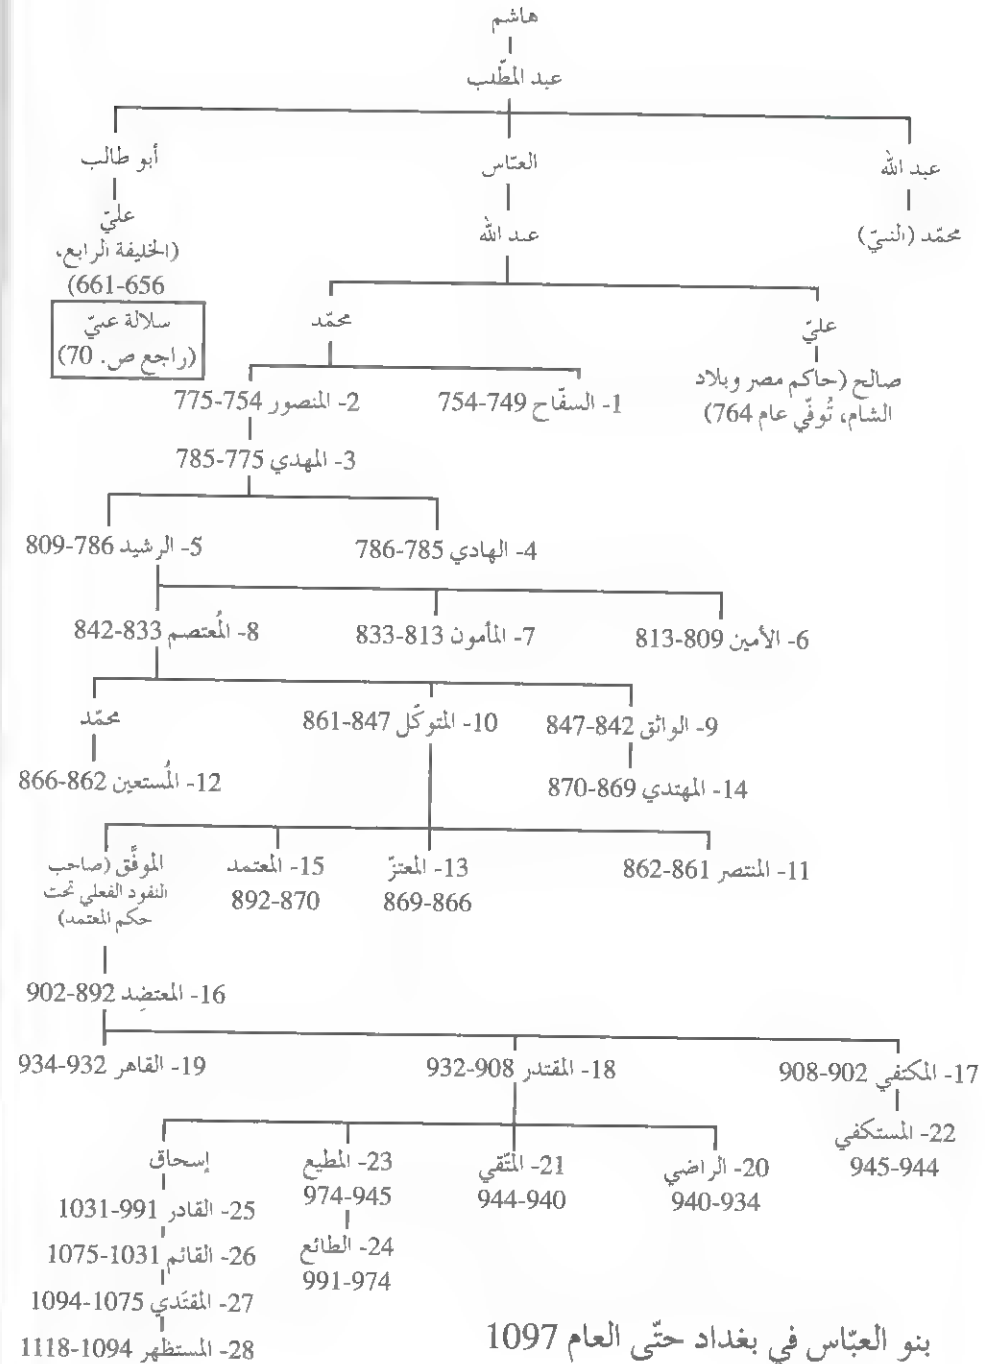 هاشم
عبد المطّلب
عبد الله
العبّاس
أبو طالب
محمّد (النبيّ)
عبد الله
عليّ
(الخليفة الرابع،
656-661)
سلالة عليّ
(راجع ص. 70)
عليّ
محمّد
صالح (حاكم مصر وبلاد
الشام، تُوفّي عام 764)
1- السفّاح 749-754
2- المنصور 754-775
3- المهدي 775-785
4- الهادي 785-786
5- الرشيد 786-809
6- الأمين 809-813
7- المأمون 813-833
8- المُعتصم 833-842
9- الواثق 842-847
10- المتوكّل 847-861
محمّد
14- المهتدي 869-870
12- المُستعين 862-866
11- المنتصر 861-862
13- المعتزّ
866-869
15- المعتمد
870-892
الموفَّق (صاحب
النفود الفعلي تحت
حكم المعتمد)
16- المعتضِد 892-902
17- المكتفي 902-908
18- المقتدر 908-932
19- القاهر 932-934
22- المستكفي
944-945
20- الراضي
934-940
21- المتّقي
940-944
23- المطيع
945-974
إسحاق
24- الطائع
974-991
25- القادر 991-1031
26- القائم 1031-1075
27- المقتَدي 1075-1094
28- المستظهر 1094-1118
بنو العبّاس في بغداد حتّى العام 1097